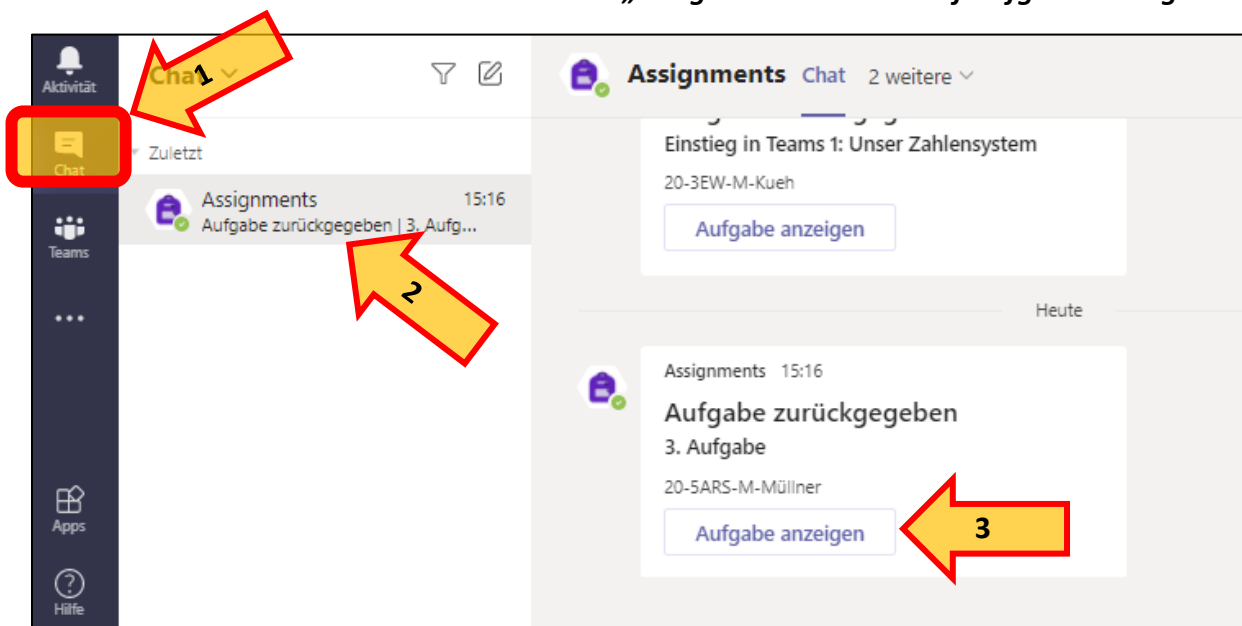 Aktivität
Chat
1
Assignments Chat 2 weitere
Chat
Zuletzt
Einstieg in Teams 1: Unser Zahlensystem
20-3EW-M-Kueh
Aufgabe anzeigen
Assignments 15:16
Aufgabe zurückgegeben | 3. Aufg...
Teams
2
Heute
Assignments 15:16
Aufgabe zurückgegeben
3. Aufgabe
20-5ARS-M-Müllner
Aufgabe anzeigen
3
Apps
Hilfe